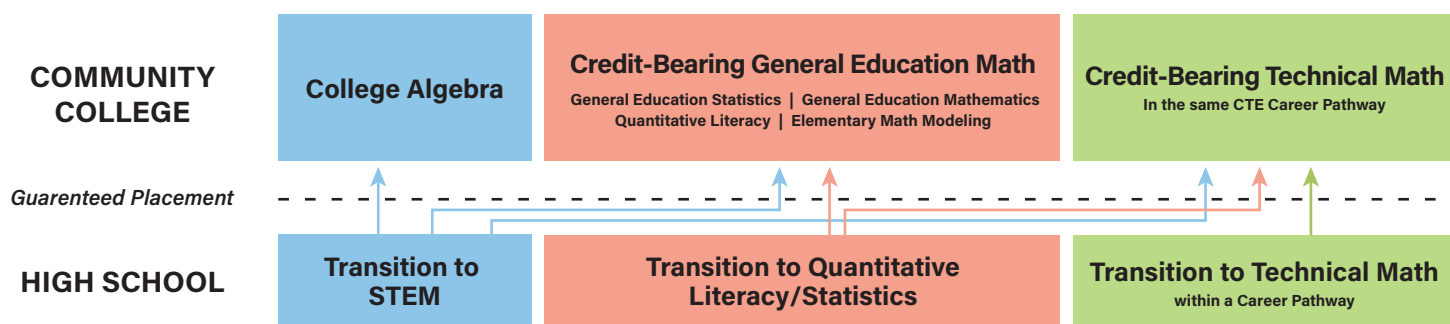 COMMUNITY
COLLEGE
College Algebra
Credit-Bearing General Education Math
General Education Statistics | General Education Mathematics
Quantitative Literacy | Elementary Math Modeling
Credit-Bearing Technical Math
In the same CTE Career Pathway
Guarenteed Placement
HIGH SCHOOL
Transition to
STEM
Transition to Quantitative
Literacy/Statistics
Transition to Technical Math
within a Career Pathway